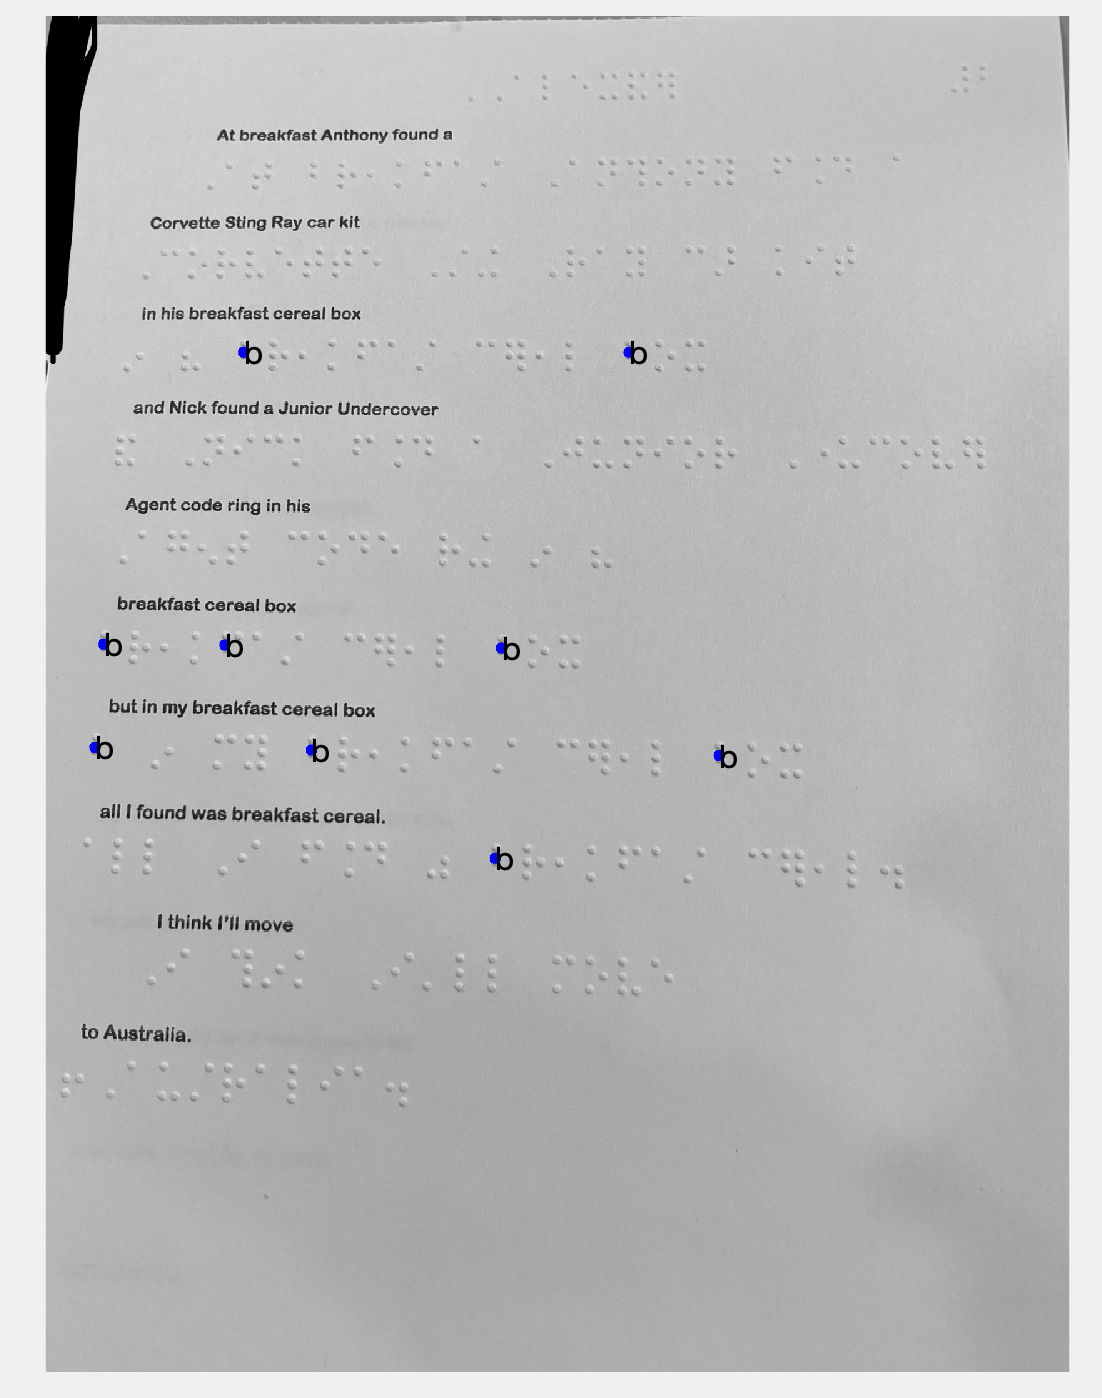 At breakfast Anthony found a
Corvette Sting Ray car kit
in his breakfast cereal box
b b
and Nick found a Junior Undercover
Agent code ring in his
breakfast cereal box
b b b
but in my breakfast cereal box
b b b
all I found was breakfast cereal.
b
I think I'll move
to Australia.